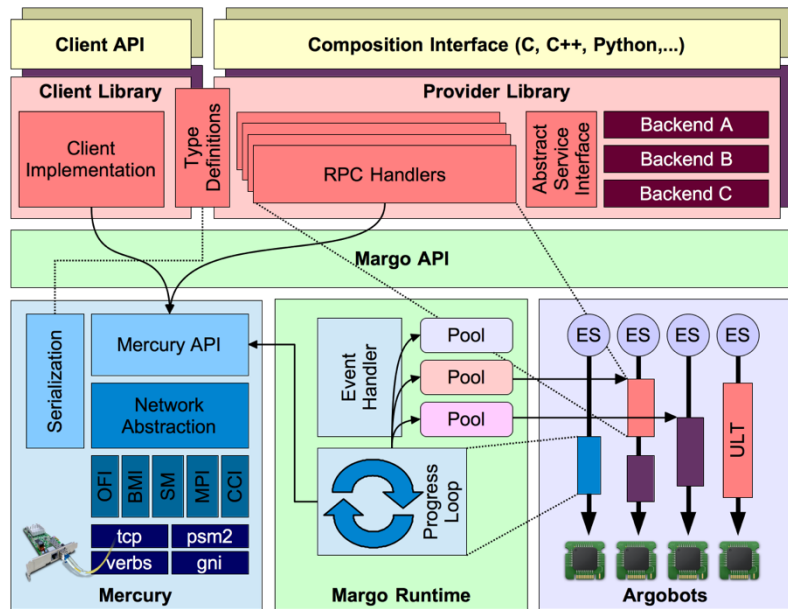 Client API
Composition Interface (C, C++, Python,...)
Client Library
Provider Library
Client
Implementation
Type
Definitions
RPC Handlers
Abstract
Service
Interface
Backend A
Backend B
Backend C
Margo API
Serialization
Mercury API
Network
Abstraction
OFI
BMI
SM
MPI
CCI
tcp
psm2
verbs
gni
Mercury
Event
Handler
Pool
Pool
Pool
Progress
Loop
Margo Runtime
ES
ES
ES
ES
ULT
Argobots